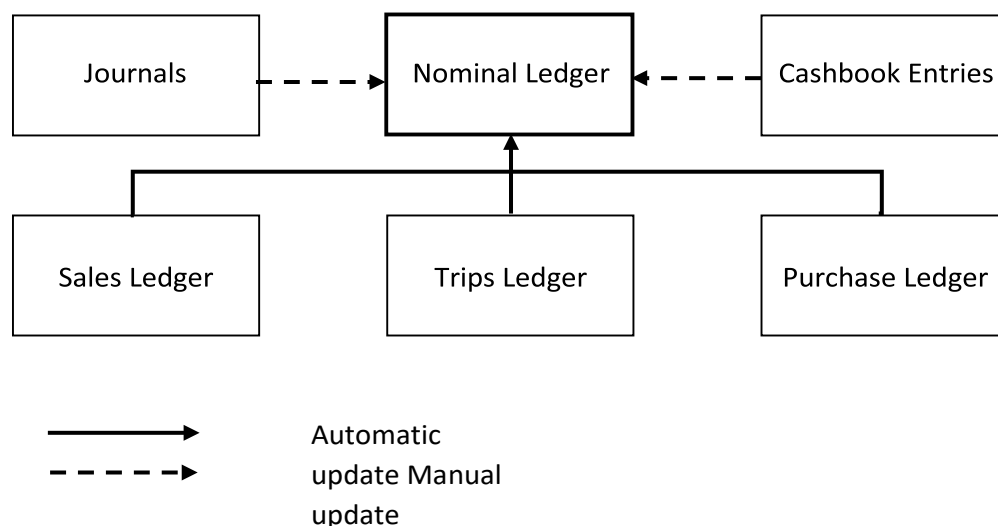 Journals
Nominal Ledger
Cashbook Entries
Sales Ledger
Trips Ledger
Purchase Ledger
Automatic
update Manual
update